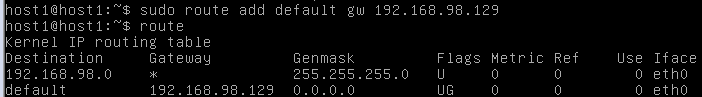 host1@host1:~$ sudo route add default gw 192.168.98.129
host1@host1:~$ route
Kernel IP routing table
Destination     Gateway         Genmask         Flags Metric Ref    Use Iface
192.168.98.0    *               255.255.255.0   U     0      0        0 eth0
default         192.168.98.129  0.0.0.0         UG    0      0        0 eth0